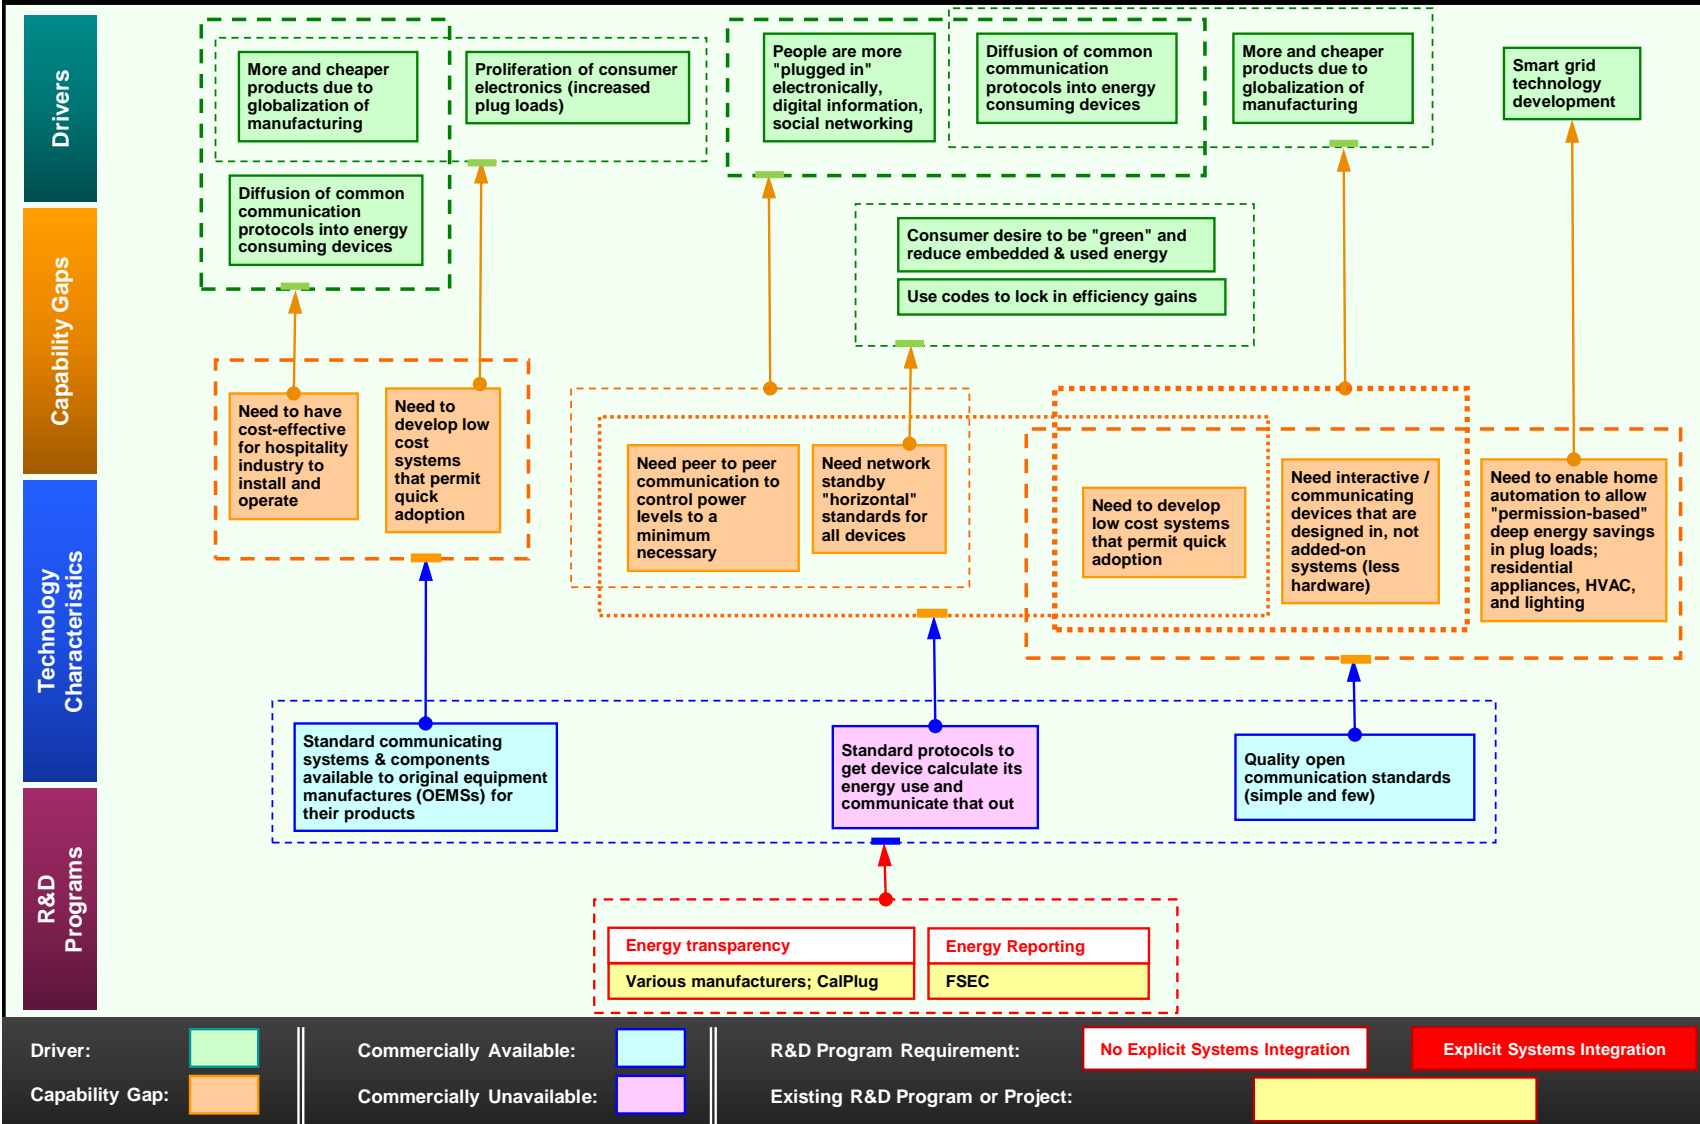 Drivers
More and cheaper
products due to
globalization of
manufacturing
Proliferation of consumer
electronics (increased
plug loads)
Diffusion of common
communication
protocols into energy
consuming devices
People are more
"plugged in"
electronically,
digital information,
social networking
Diffusion of common
communication
protocols into energy
consuming devices
More and cheaper
products due to
globalization of
manufacturing
Smart grid
technology
development
Consumer desire to be "green" and
reduce embedded & used energy
Use codes to lock in efficiency gains
Capability Gaps
Need to have
cost-effective
for hospitality
industry to
install and
operate
Need to
develop low
cost
systems
that permit
quick
adoption
Need peer to peer
communication to
control power
levels to a
minimum
necessary
Need network
standby
"horizontal"
standards for
all devices
Need to develop
low cost systems
that permit quick
adoption
Need interactive /
communicating
devices that are
designed in, not
added-on
systems (less
hardware)
Need to enable home
automation to allow
"permission-based"
deep energy savings
in plug loads;
residential
appliances, HVAC,
and lighting
Technology
Characteristics
Standard communicating
systems & components
available to original equipment
manufactures (OEMSs) for
their products
Standard protocols to
get device calculate its
energy use and
communicate that out
Quality open
communication standards
(simple and few)
R&D
Programs
Energy transparency
Various manufacturers; CalPlug
Energy Reporting
FSEC
Driver:
Capability Gap:
Commercially Available:
Commercially Unavailable:
R&D Program Requirement:
No Explicit Systems Integration
Explicit Systems Integration
Existing R&D Program or Project: